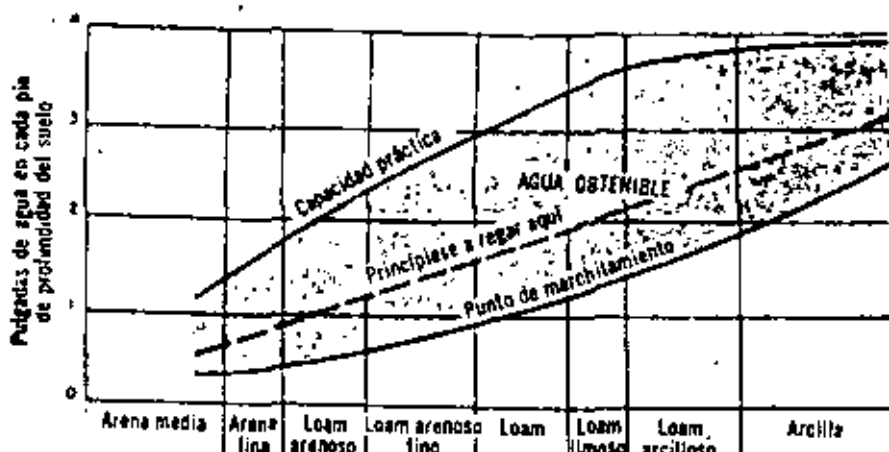 Pulgadas de agua en cada pie
de profundidad del suelo
4
3
2
1
0
Capacidad práctica
AGUA OBTENIBLE
Principiese a regar aquí
Punto de marchitamiento
Arena media
Arena
fina
Loam
arenoso
Loam arenoso
fino
Loam
Loam
limoso
Loam
arcilloso
Arcilla